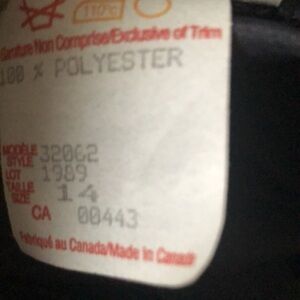 110°C
Garniture Non Comprise/Exclusive of Trim
100 % POLYESTER
MODÈLE
STYLE 32062
LOT 1989
TAILLE
SIZE 14
CA 00443
Fabriqué au Canada/Made in Canada